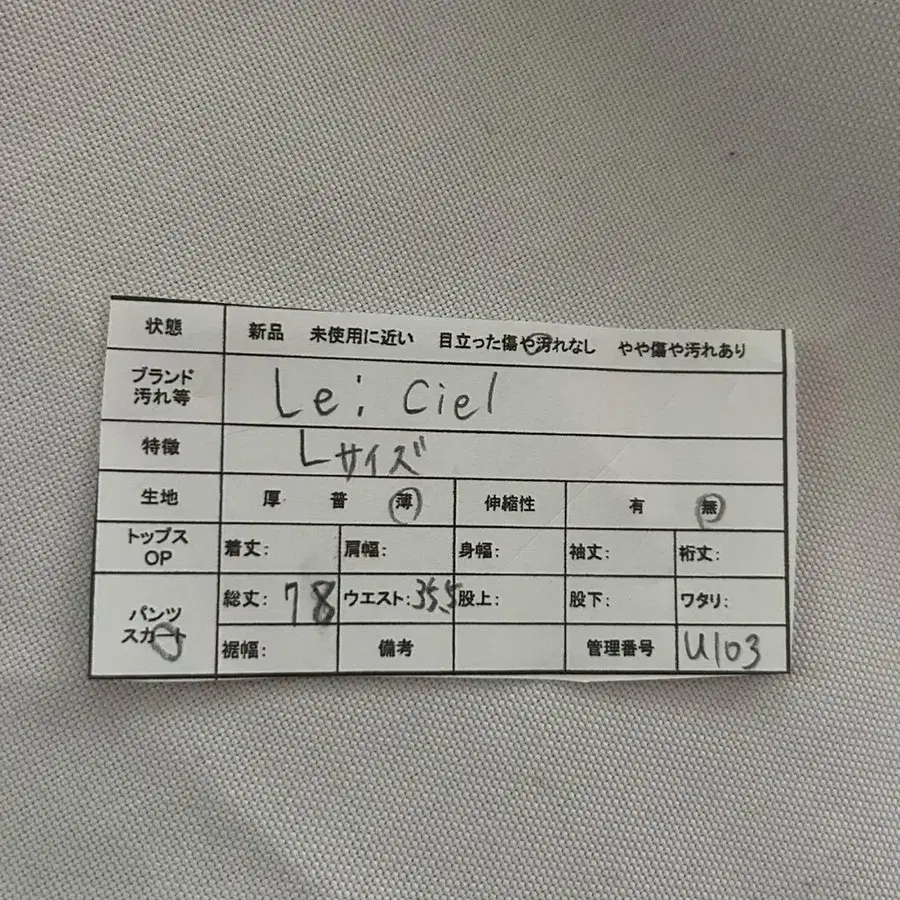 状態 新品 未使用に近い 目立った傷や汚れなし やや傷や汚れあり
ブランド
汚れ等
Le: Ciel
特徴 Lサイズ
生地 厚 普 薄 伸縮性 有 無
トップス
OP
着丈: 肩幅: 身幅: 袖丈: 裄丈:
パンツ
スカート
総丈: 78 ウエスト: 35.5 股上: 股下: ワタリ:
裾幅: 備考 管理番号 U103